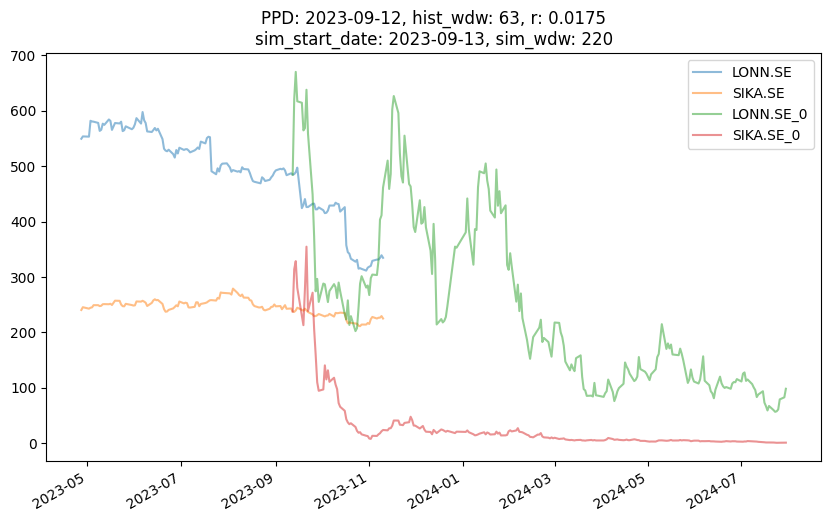 PPD: 2023-09-12, hist_wdw: 63, r: 0.0175
sim_start_date: 2023-09-13, sim_wdw: 220
700
600
500
400
300
200
100
0
LONN.SE
SIKA.SE
LONN.SE_0
SIKA.SE_0
2023-05
2023-07
2023-09
2023-11
2024-01
2024-03
2024-05
2024-07